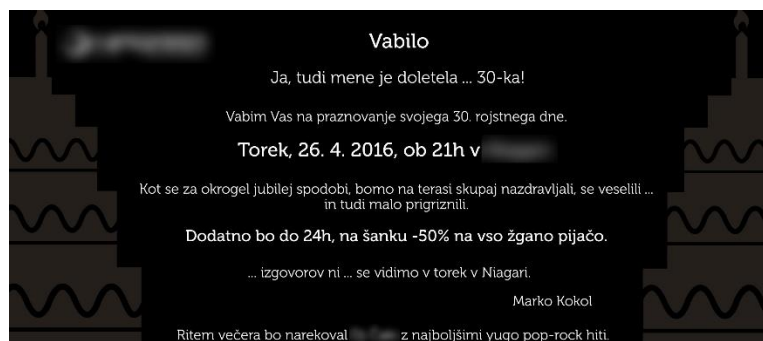 Vabilo
Ja, tudi mene je doletela ... 30-ka!
Vabim Vas na praznovanje svojega 30. rojstnega dne.
Torek, 26. 4. 2016, ob 21h v
Kot se za okrogel jubilej spodobi, bomo na terasi skupaj nazdravljali, se veselili ...
in tudi malo prigriznili.
Dodatno bo do 24h, na šanku -50% na vso žgano pijačo.
... izgovorov ni ... se vidimo v torek v Niagari.
Marko Kokol
Ritem večera bo narekoval z najboljšimi yugo pop-rock hiti.